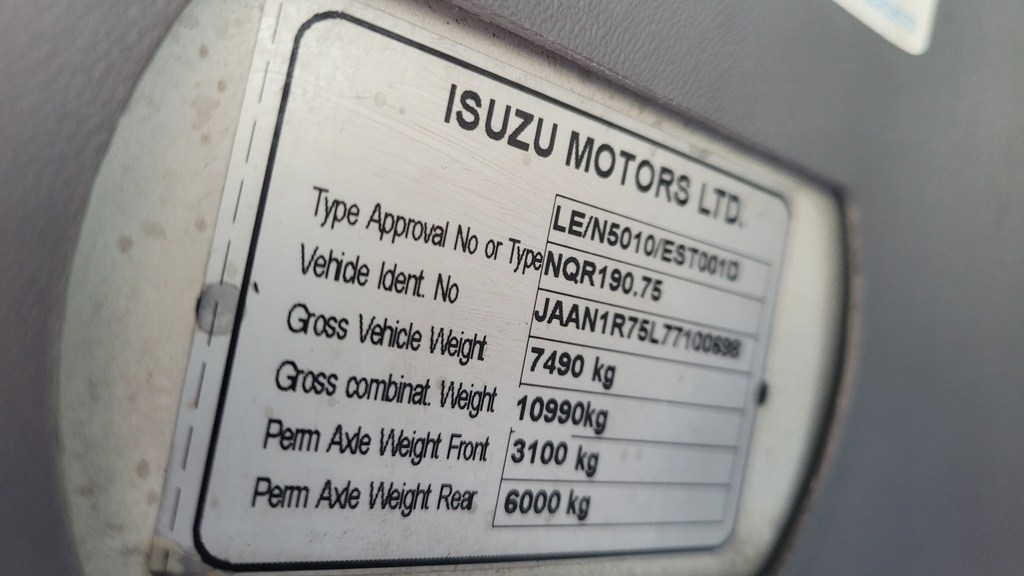 ISUZU MOTORS LTD.
Type Approval No or Type LE/N5010/EST001D
NQR190.75
Vehicle Ident. No JAAN1R75L77100698
Gross Vehicle Weight 7490 kg
Gross combinat. Weight 10990kg
Perm Axle Weight Front 3100 kg
Perm Axle Weight Rear 6000 kg